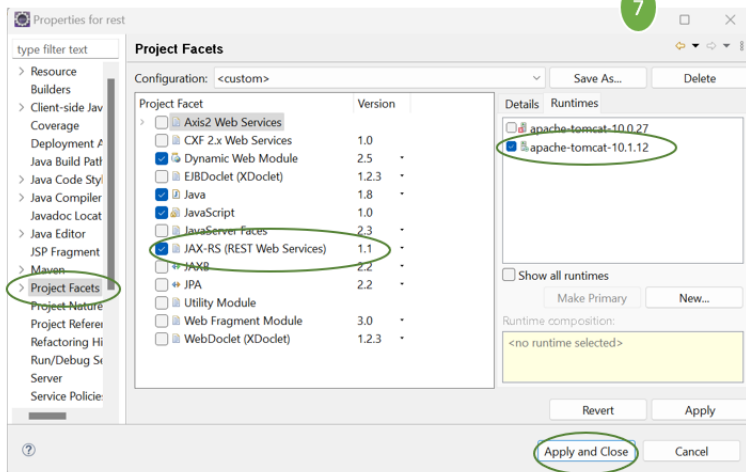 7
Properties for rest
type filter text
Resource
Builders
Client-side Jav
Coverage
Deployment A
Java Build Path
Java Code Styl
Java Compiler
Javadoc Locat
Java Editor
JSP Fragment
Maven
Project Facets
Project Nature
Project Referen
Refactoring Hi
Run/Debug Se
Server
Service Policie
Project Facets
Configuration: <custom>
Save As...
Delete
Project Facet Version
Axis2 Web Services
CXF 2.x Web Services 1.0
Dynamic Web Module 2.5
EJBDoclet (XDoclet) 1.2.3
Java 1.8
JavaScript 1.0
JavaServer Faces 2.3
JAX-RS (REST Web Services) 1.1
JAXB 2.2
JPA 2.2
Utility Module
Web Fragment Module 3.0
WebDoclet (XDoclet) 1.2.3
Details Runtimes
apache-tomcat-10.0.27
apache-tomcat-10.1.12
Show all runtimes
Make Primary
New...
Runtime composition:
<no runtime selected>
Revert
Apply
?
Apply and Close
Cancel